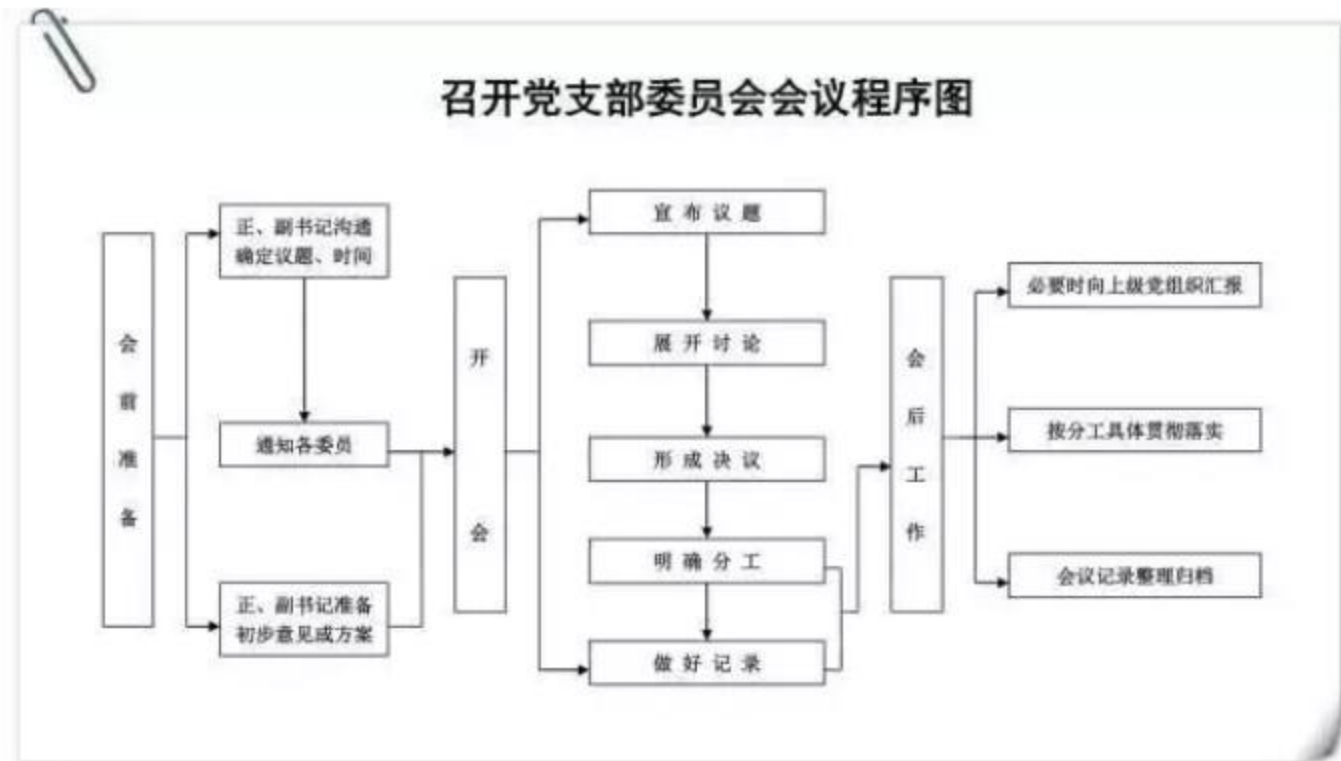 召开党支部委员会会议程序图
会前准备
正、副书记沟通
确定议题、时间
通知各委员
正、副书记准备
初步意见或方案
开会
宣布议题
展开讨论
形成决议
明确分工
做好记录
会后工作
必要时向上级党组织汇报
按分工具体贯彻落实
会议记录整理归档